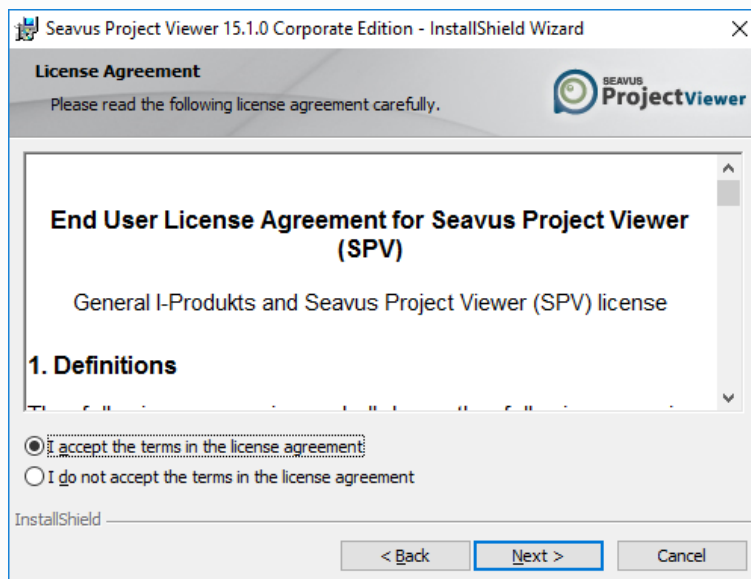 Seavus Project Viewer 15.1.0 Corporate Edition - InstallShield Wizard
License Agreement
Please read the following license agreement carefully.
SEAVUS
ProjectViewer
End User License Agreement for Seavus Project Viewer
(SPV)
General I-Produkts and Seavus Project Viewer (SPV) license
1. Definitions
I accept the terms in the license agreement
I do not accept the terms in the license agreement
InstallShield
< Back
Next >
Cancel